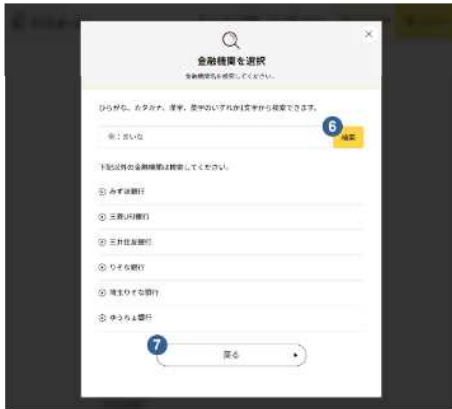 金融機関を選択
金融機関名を検索してください。
ひらがな、カタカナ、漢字、英字のいずれか1文字から検索できます。
例：だいな
6
検索
下記以外の金融機関は検索してください。
みずほ銀行
三菱UFJ銀行
三井住友銀行
りそな銀行
埼玉りそな銀行
ゆうちょ銀行
7
戻る